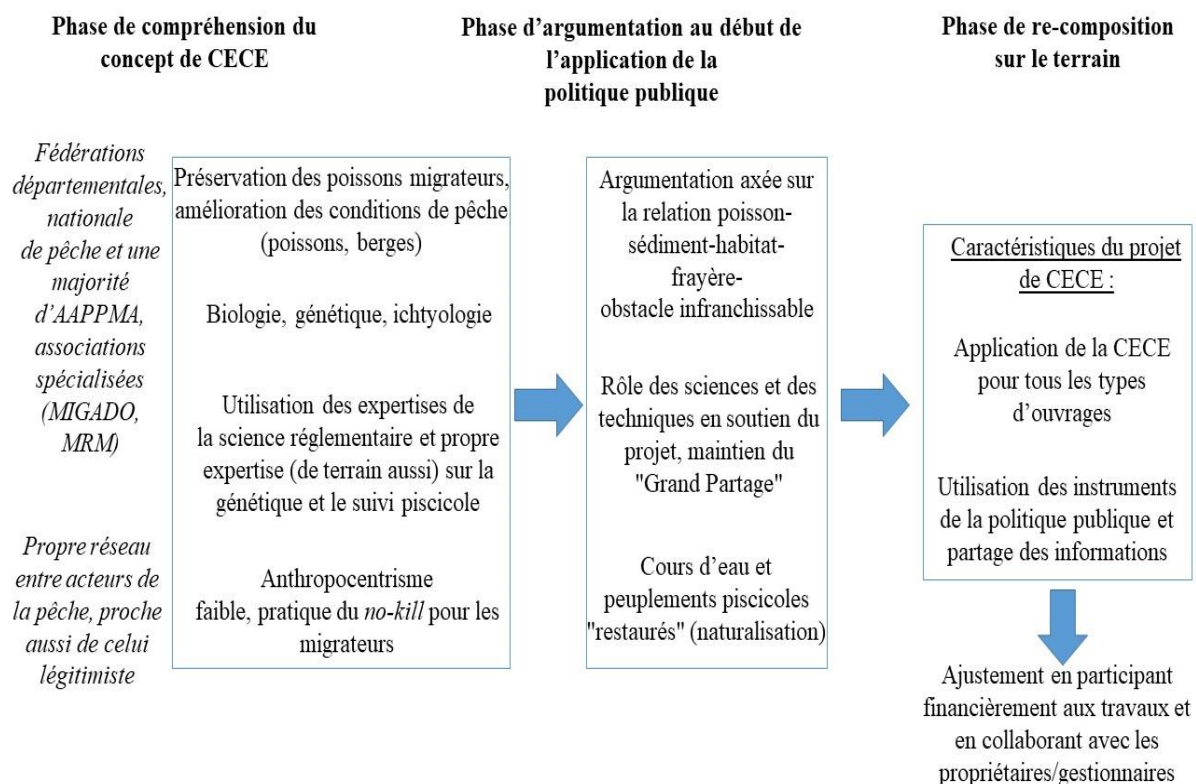 Phase de compréhension du
concept de CECE
Phase d’argumentation au début de
l’application de la
politique publique
Phase de re-composition
sur le terrain
Fédérations
départementales,
nationale
de pêche et une
majorité
d’AAPPMA,
associations
spécialisées
(MIGADO,
MRM)
Propre réseau
entre acteurs de
la pêche, proche
aussi de celui
légitimiste
Préservation des poissons migrateurs,
amélioration des conditions de pêche
(poissons, berges)
Biologie, génétique, ichtyologie
Utilisation des expertises de
la science réglementaire et propre
expertise (de terrain aussi) sur la
génétique et le suivi piscicole
Anthropocentrisme
faible, pratique du no-kill pour les
migrateurs
Argumentation axée sur
la relation poisson-
sédiment-habitat-
frayère-
obstacle infranchissable
Rôle des sciences et des
techniques en soutien du
projet, maintien du
"Grand Partage"
Cours d’eau et
peuplements piscicoles
"restaurés" (naturalisation)
Caractéristiques du projet
de CECE :
Application de la CECE
pour tous les types
d’ouvrages
Utilisation des instruments
de la politique publique et
partage des informations
Ajustement en participant
financièrement aux travaux et
en collaborant avec les
propriétaires/gestionnaires